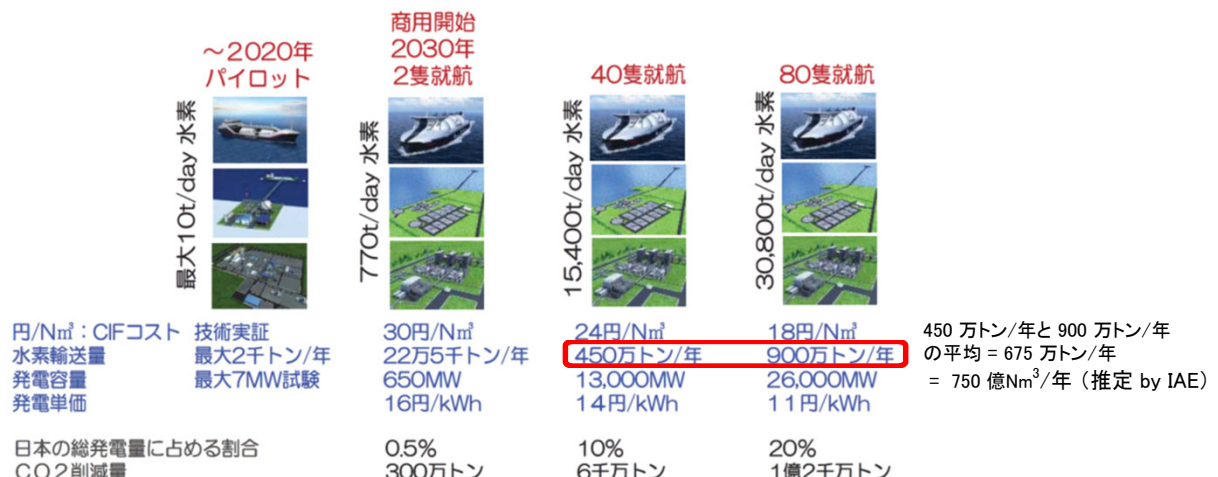 ～2020年
パイロット
商用開始
2030年
2隻就航
40隻就航
80隻就航
最大10t/day 水素
770t/day 水素
15,400t/day 水素
30,800t/day 水素
円/N㎥：CIFコスト 技術実証 30円/N㎥ 24円/N㎥ 18円/N㎥
水素輸送量 最大2千トン/年 22万5千トン/年 450万トン/年 900万トン/年
発電容量 最大7MW試験 650MW 13,000MW 26,000MW
発電単価 16円/kWh 14円/kWh 11円/kWh
450 万トン/年と 900 万トン/年
の平均 = 675 万トン/年
= 750 億Nm³/年（推定 by IAE）
日本の総発電量に占める割合 0.5% 10% 20%
CO2削減量 300万トン 6千万トン 1億2千万トン